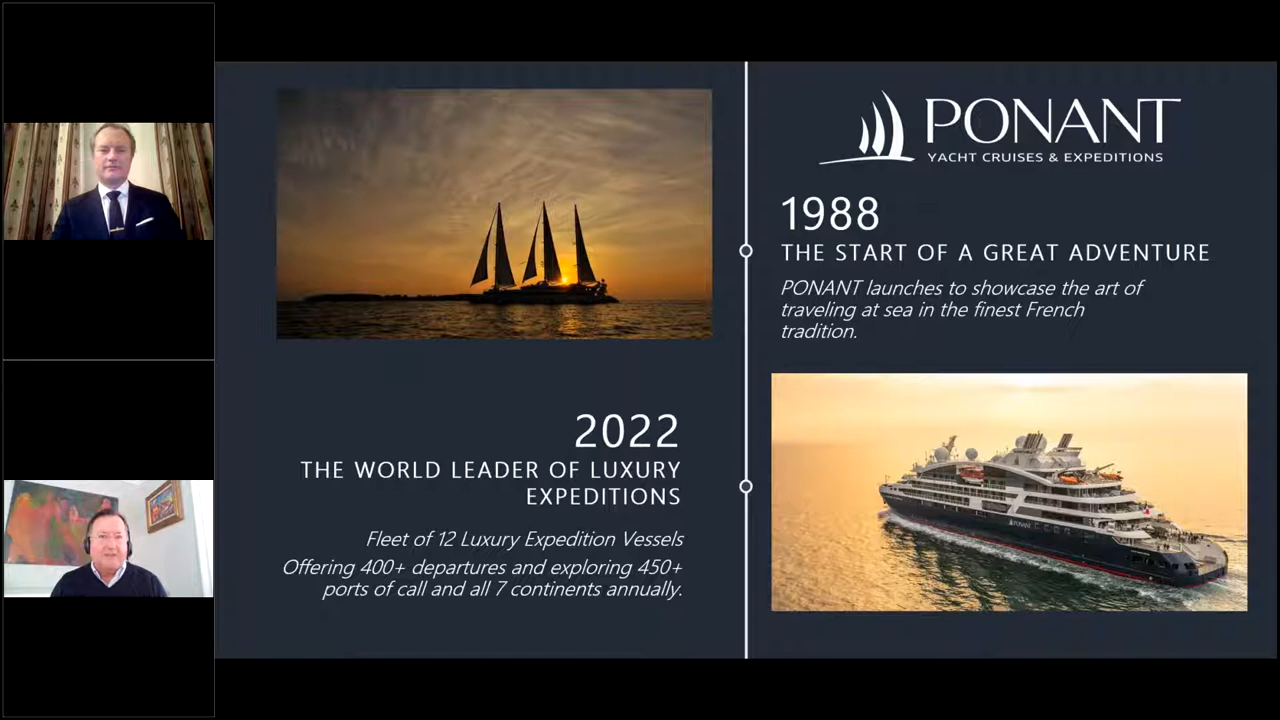 PONANT
YACHT CRUISES & EXPEDITIONS
1988
THE START OF A GREAT ADVENTURE
PONANT launches to showcase the art of
traveling at sea in the finest French
tradition.
2022
THE WORLD LEADER OF LUXURY
EXPEDITIONS
Fleet of 12 Luxury Expedition Vessels
Offering 400+ departures and exploring 450+
ports of call and all 7 continents annually.
PONANT